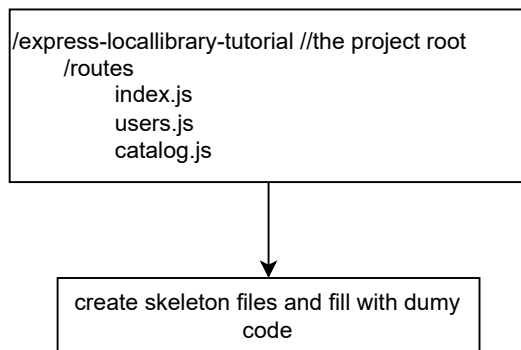 /express-locallibrary-tutorial //the project root
/routes
index.js
users.js
catalog.js
create skeleton files and fill with dumy
code